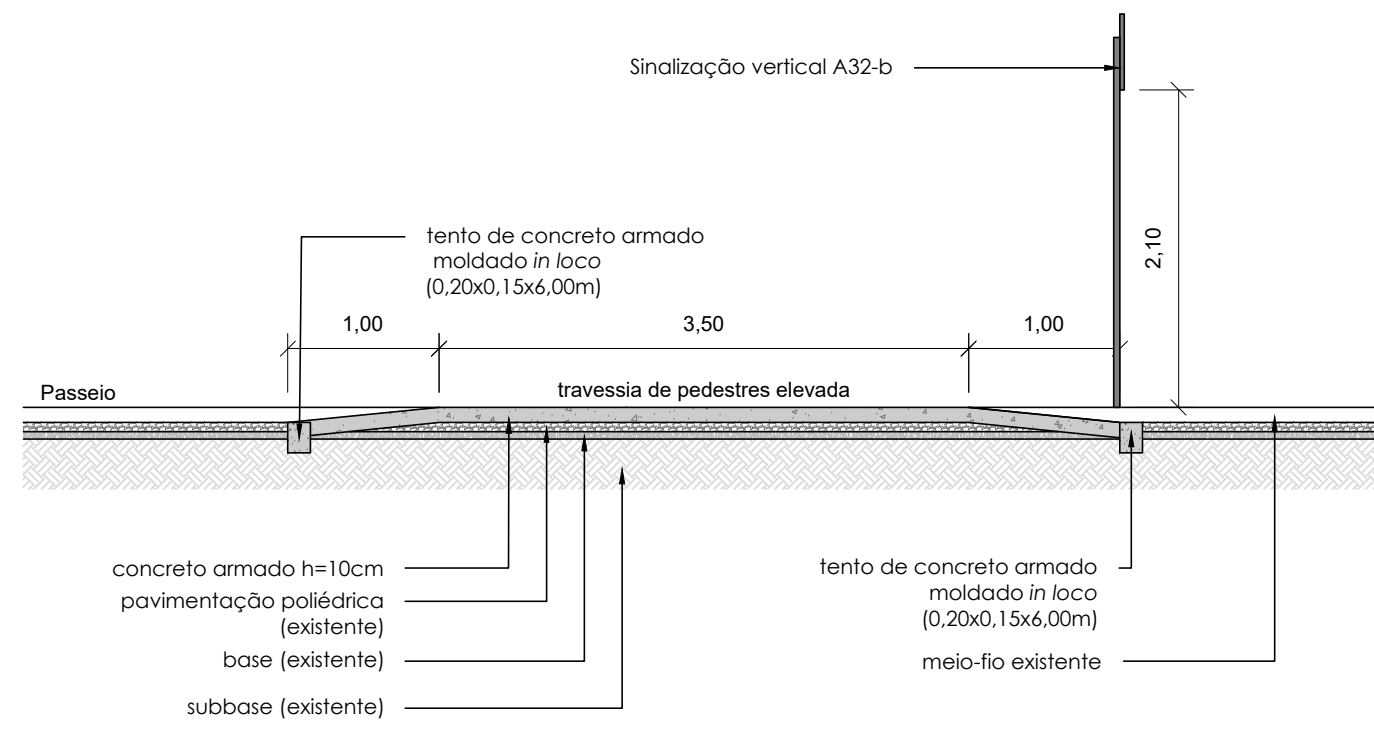 Sinalização vertical A32-b
2,10
tento de concreto armado
moldado in loco
(0,20x0,15x6,00m)
1,00
3,50
1,00
Passeio
travessia de pedestres elevada
concreto armado h=10cm
pavimentação poliédrica
(existente)
base (existente)
subbase (existente)
tento de concreto armado
moldado in loco
(0,20x0,15x6,00m)
meio-fio existente